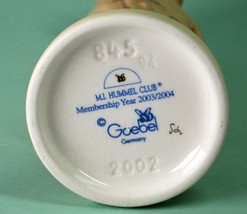 845
M.I. HUMMEL CLUB®
Membership Year 2003/2004
© Goebel
Germany
2002